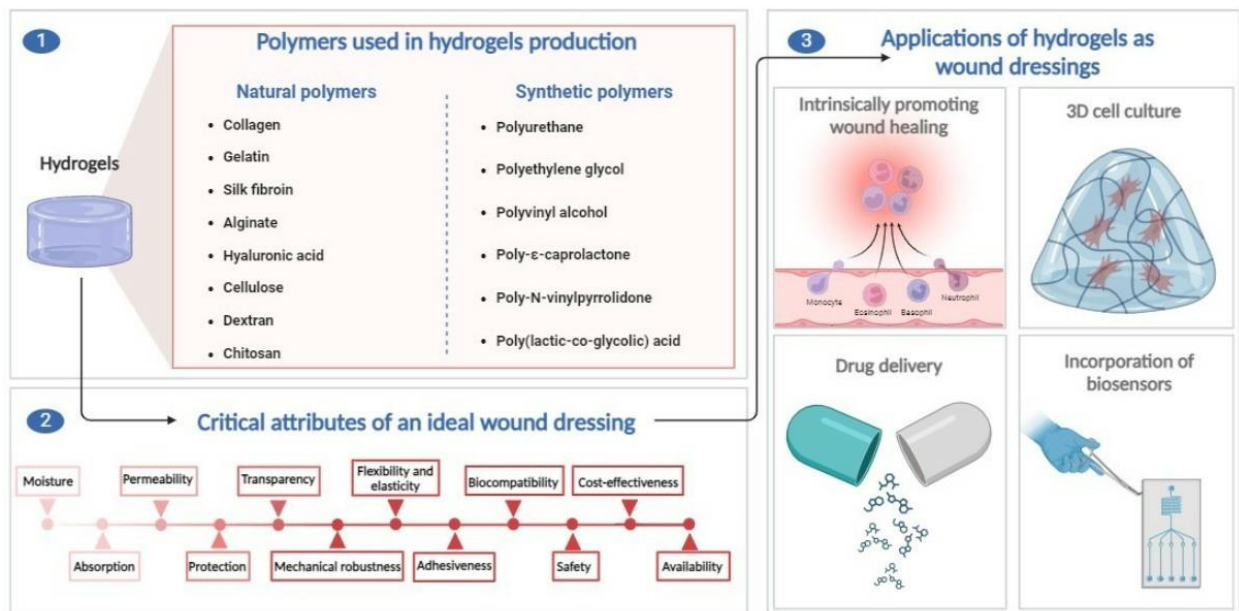 1
Polymers used in hydrogels production
Hydrogels
Natural polymers
• Collagen
• Gelatin
• Silk fibroin
• Alginate
• Hyaluronic acid
• Cellulose
• Dextran
• Chitosan
Synthetic polymers
• Polyurethane
• Polyethylene glycol
• Polyvinyl alcohol
• Poly-ε-caprolactone
• Poly-N-vinylpyrrolidone
• Poly(lactic-co-glycolic) acid
2
Critical attributes of an ideal wound dressing
Moisture
Absorption
Permeability
Protection
Transparency
Mechanical robustness
Flexibility and
elasticity
Adhesiveness
Biocompatibility
Safety
Cost-effectiveness
Availability
3
Applications of hydrogels as
wound dressings
Intrinsically promoting
wound healing
Monocyte
Eosinophil
Basophil
Neutrophil
3D cell culture
Drug delivery
Incorporation of
biosensors